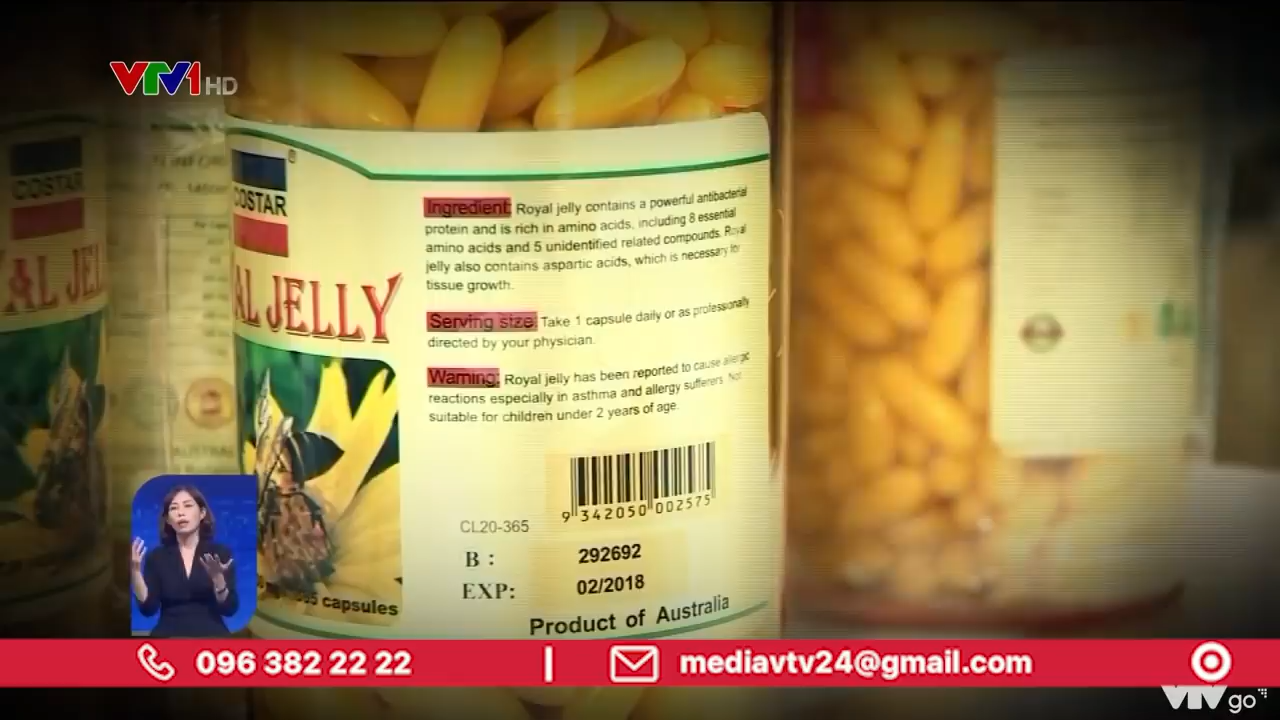 VTV1 HD
COSTAR
COSTAR
AL JEL
AL JELLY
Ingredient: Royal jelly contains a powerful antibacterial
protein and is rich in amino acids, including 8 essential
amino acids and 5 unidentified related compounds. Royal
jelly also contains aspartic acids, which is necessary for
tissue growth.
Serving size: Take 1 capsule daily or as professionally
directed by your physician.
Warning: Royal jelly has been reported to cause allergic
reactions especially in asthma and allergy sufferers. Not
suitable for children under 2 years of age.
9 342050 002575
CL20-365
B : 292692
EXP: 02/2018
capsules
Product of Australia
096 382 22 22 | mediavtv24@gmail.com
VTV go